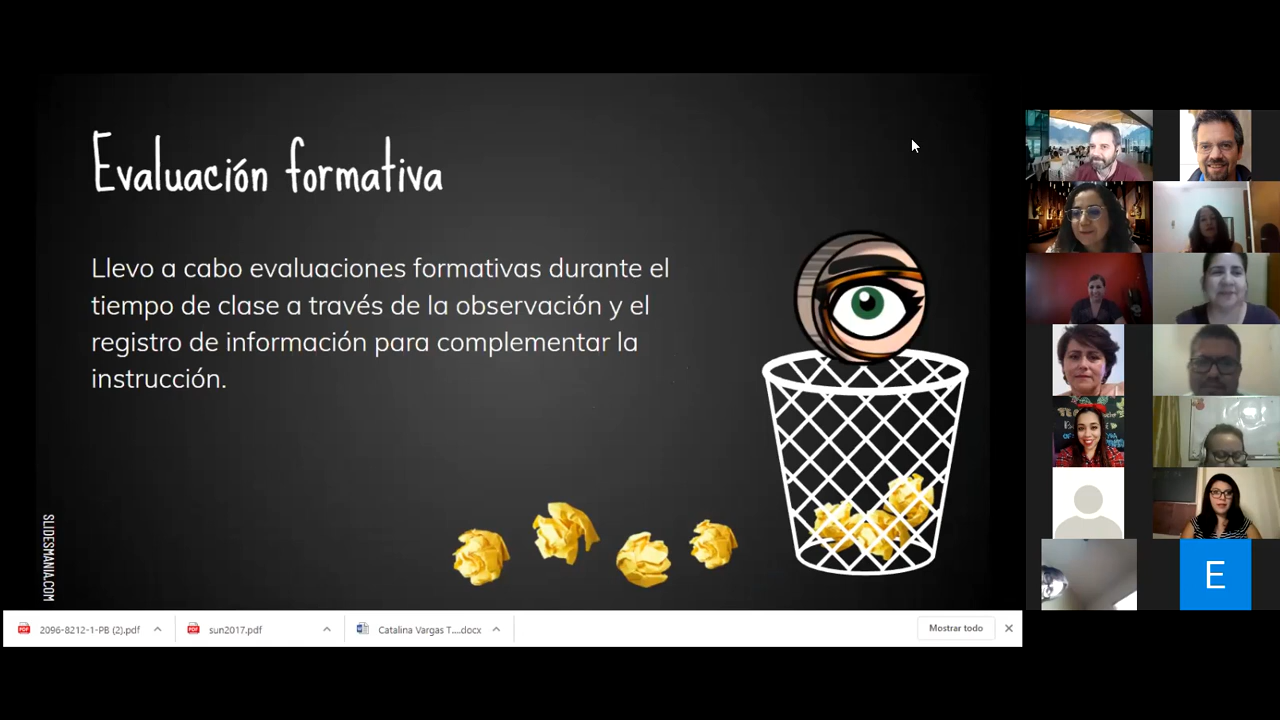 Evaluación formativa
Llevo a cabo evaluaciones formativas durante el
tiempo de clase a través de la observación y el
registro de información para complementar la
instrucción.
SLIDESMANIA.COM
E
2096-8212-1-PB (2).pdf
sun2017.pdf
Catalina Vargas T....docx
Mostrar todo